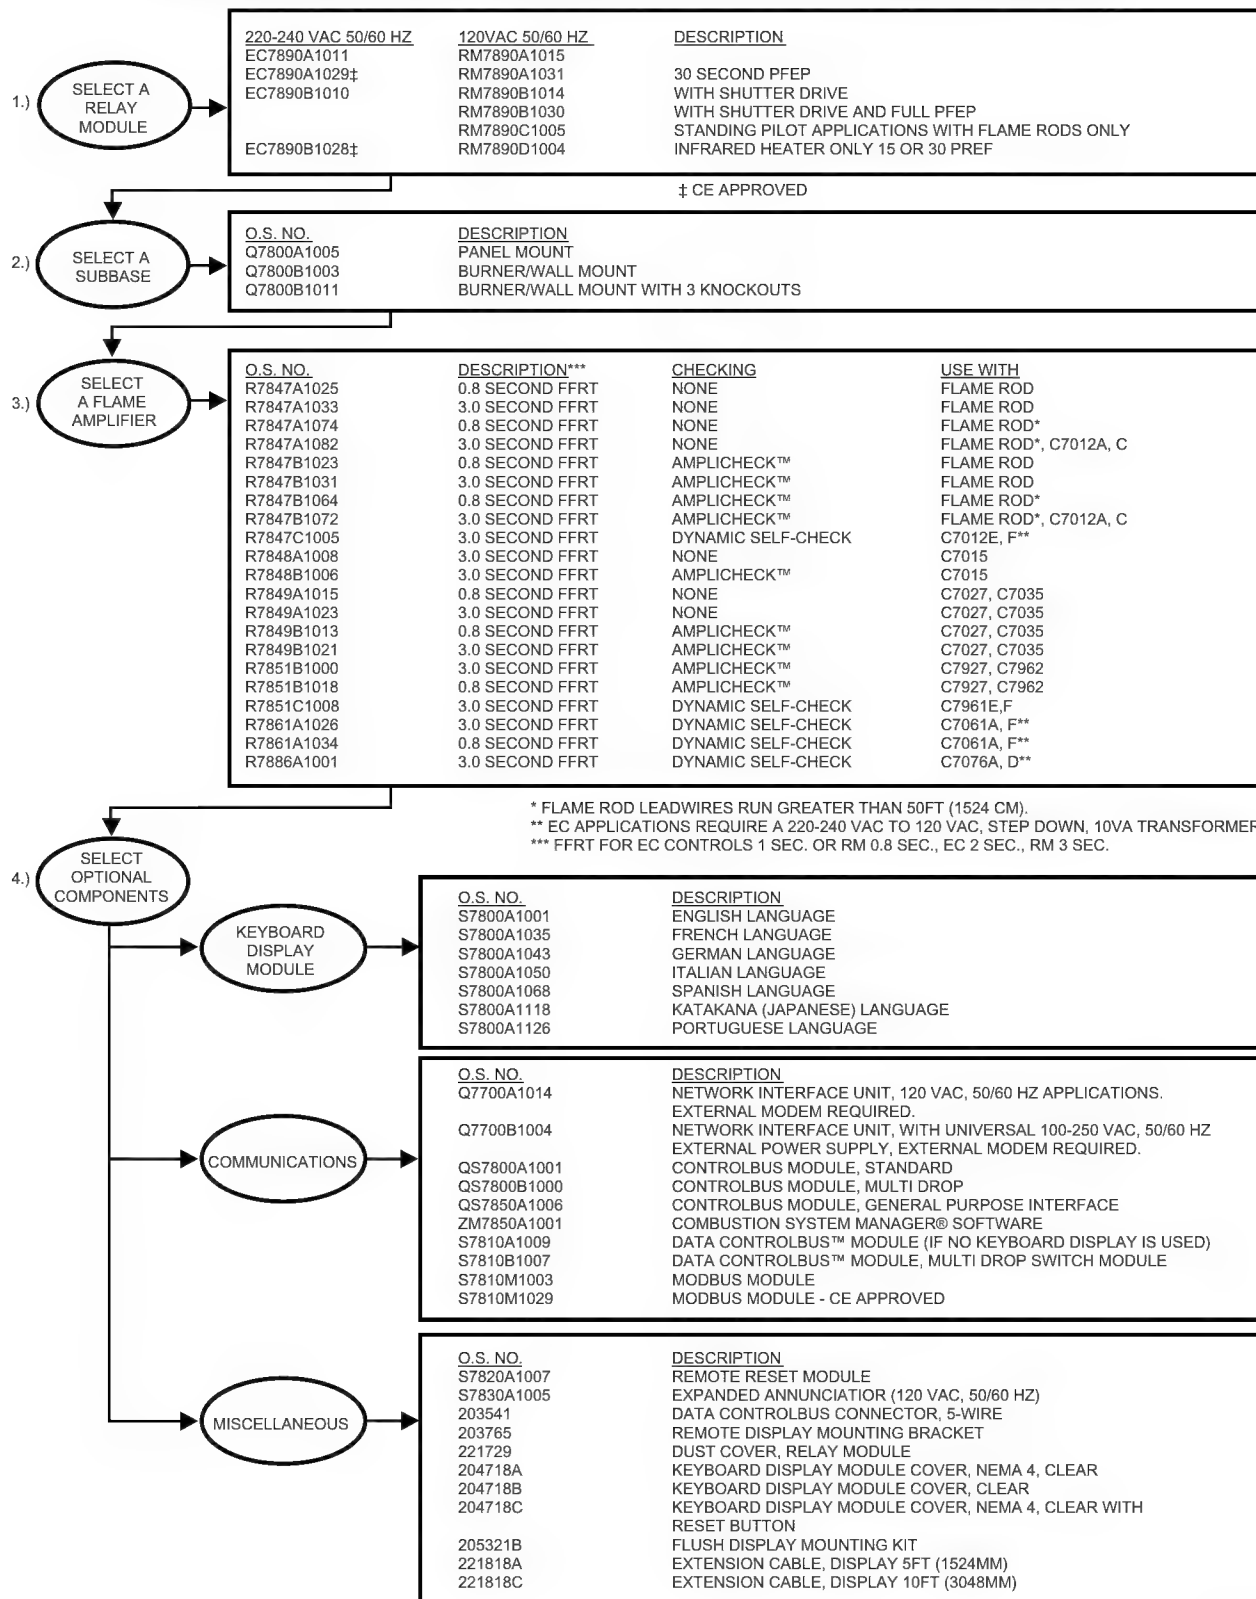 220-240 VAC 50/60 HZ 120VAC 50/60 HZ DESCRIPTION
EC7890A1011 RM7890A1015
EC7890A1029‡ RM7890A1031 30 SECOND PFEP
EC7890B1010 RM7890B1014 WITH SHUTTER DRIVE
RM7890B1030 WITH SHUTTER DRIVE AND FULL PFEP
RM7890C1005 STANDING PILOT APPLICATIONS WITH FLAME RODS ONLY
EC7890B1028‡ RM7890D1004 INFRARED HEATER ONLY 15 OR 30 PREF
1.) SELECT A
RELAY
MODULE
‡ CE APPROVED
2.) SELECT A
SUBBASE
O.S. NO. DESCRIPTION
Q7800A1005 PANEL MOUNT
Q7800B1003 BURNER/WALL MOUNT
Q7800B1011 BURNER/WALL MOUNT WITH 3 KNOCKOUTS
3.) SELECT
A FLAME
AMPLIFIER
O.S. NO. DESCRIPTION*** CHECKING USE WITH
R7847A1025 0.8 SECOND FFRT NONE FLAME ROD
R7847A1033 3.0 SECOND FFRT NONE FLAME ROD
R7847A1074 0.8 SECOND FFRT NONE FLAME ROD*
R7847A1082 3.0 SECOND FFRT NONE FLAME ROD*, C7012A, C
R7847B1023 0.8 SECOND FFRT AMPLICHECK™ FLAME ROD
R7847B1031 3.0 SECOND FFRT AMPLICHECK™ FLAME ROD
R7847B1064 0.8 SECOND FFRT AMPLICHECK™ FLAME ROD*
R7847B1072 3.0 SECOND FFRT AMPLICHECK™ FLAME ROD*, C7012A, C
R7847C1005 3.0 SECOND FFRT DYNAMIC SELF-CHECK C7012E, F**
R7848A1008 3.0 SECOND FFRT NONE C7015
R7848B1006 3.0 SECOND FFRT AMPLICHECK™ C7015
R7849A1015 0.8 SECOND FFRT NONE C7027, C7035
R7849A1023 3.0 SECOND FFRT NONE C7027, C7035
R7849B1013 0.8 SECOND FFRT AMPLICHECK™ C7027, C7035
R7849B1021 3.0 SECOND FFRT AMPLICHECK™ C7027, C7035
R7851B1000 3.0 SECOND FFRT AMPLICHECK™ C7927, C7962
R7851B1018 0.8 SECOND FFRT AMPLICHECK™ C7927, C7962
R7851C1008 3.0 SECOND FFRT DYNAMIC SELF-CHECK C7961E,F
R7861A1026 3.0 SECOND FFRT DYNAMIC SELF-CHECK C7061A, F**
R7861A1034 0.8 SECOND FFRT DYNAMIC SELF-CHECK C7061A, F**
R7886A1001 3.0 SECOND FFRT DYNAMIC SELF-CHECK C7076A, D**
* FLAME ROD LEADWIRES RUN GREATER THAN 50FT (1524 CM).
** EC APPLICATIONS REQUIRE A 220-240 VAC TO 120 VAC, STEP DOWN, 10VA TRANSFORMER
*** FFRT FOR EC CONTROLS 1 SEC. OR RM 0.8 SEC., EC 2 SEC., RM 3 SEC.
4.) SELECT
OPTIONAL
COMPONENTS
KEYBOARD
DISPLAY
MODULE
O.S. NO. DESCRIPTION
S7800A1001 ENGLISH LANGUAGE
S7800A1035 FRENCH LANGUAGE
S7800A1043 GERMAN LANGUAGE
S7800A1050 ITALIAN LANGUAGE
S7800A1068 SPANISH LANGUAGE
S7800A1118 KATAKANA (JAPANESE) LANGUAGE
S7800A1126 PORTUGUESE LANGUAGE
COMMUNICATIONS
O.S. NO. DESCRIPTION
Q7700A1014 NETWORK INTERFACE UNIT, 120 VAC, 50/60 HZ APPLICATIONS.
EXTERNAL MODEM REQUIRED.
Q7700B1004 NETWORK INTERFACE UNIT, WITH UNIVERSAL 100-250 VAC, 50/60 HZ
EXTERNAL POWER SUPPLY, EXTERNAL MODEM REQUIRED.
QS7800A1001 CONTROLBUS MODULE, STANDARD
QS7800B1000 CONTROLBUS MODULE, MULTI DROP
QS7850A1006 CONTROLBUS MODULE, GENERAL PURPOSE INTERFACE
ZM7850A1001 COMBUSTION SYSTEM MANAGER® SOFTWARE
S7810A1009 DATA CONTROLBUS™ MODULE (IF NO KEYBOARD DISPLAY IS USED)
S7810B1007 DATA CONTROLBUS™ MODULE, MULTI DROP SWITCH MODULE
S7810M1003 MODBUS MODULE
S7810M1029 MODBUS MODULE - CE APPROVED
MISCELLANEOUS
O.S. NO. DESCRIPTION
S7820A1007 REMOTE RESET MODULE
S7830A1005 EXPANDED ANNUNCIATIOR (120 VAC, 50/60 HZ)
203541 DATA CONTROLBUS CONNECTOR, 5-WIRE
203765 REMOTE DISPLAY MOUNTING BRACKET
221729 DUST COVER, RELAY MODULE
204718A KEYBOARD DISPLAY MODULE COVER, NEMA 4, CLEAR
204718B KEYBOARD DISPLAY MODULE COVER, CLEAR
204718C KEYBOARD DISPLAY MODULE COVER, NEMA 4, CLEAR WITH
RESET BUTTON
205321B FLUSH DISPLAY MOUNTING KIT
221818A EXTENSION CABLE, DISPLAY 5FT (1524MM)
221818C EXTENSION CABLE, DISPLAY 10FT (3048MM)